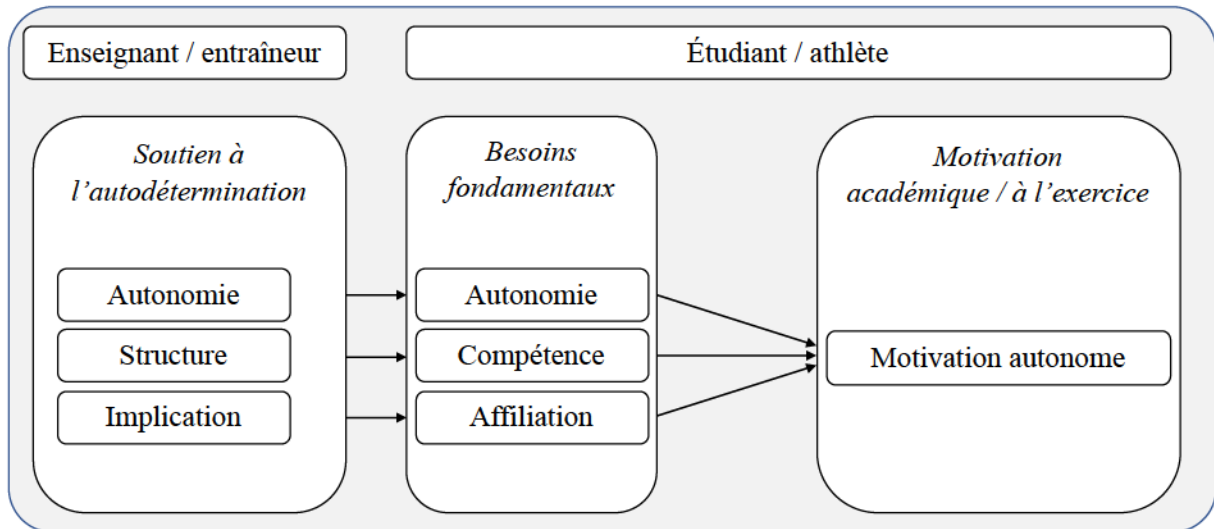 Enseignant / entraîneur
Étudiant / athlète
Soutien à
l’autodétermination
Autonomie
Structure
Implication
Besoins
fondamentaux
Autonomie
Compétence
Affiliation
Motivation
académique / à l’exercice
Motivation autonome